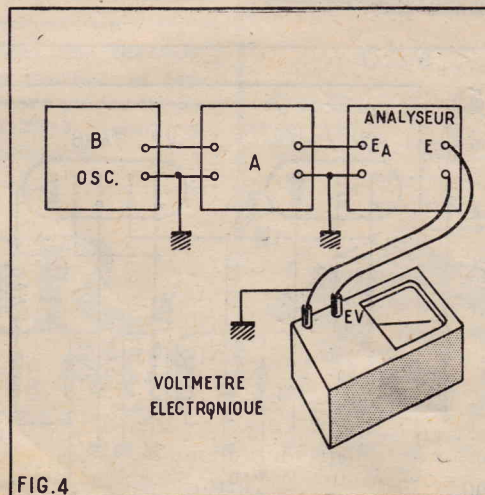 ANALYSEUR
B
OSC.
A
EA
E
EV
VOLTMETRE
ELECTRONIQUE
FIG.4